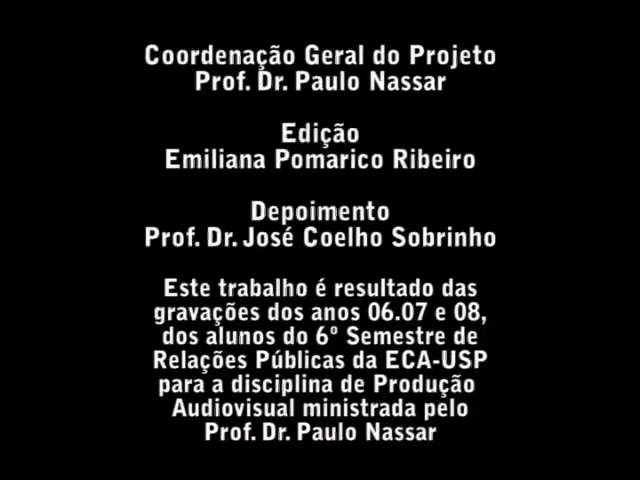 Coordenação Geral do Projeto
Prof. Dr. Paulo Nassar
Edição
Emiliana Pomarico Ribeiro
Depoimento
Prof. Dr. José Coelho Sobrinho
Este trabalho é resultado das
gravações dos anos 06.07 e 08,
dos alunos do 6º Semestre de
Relações Públicas da ECA-USP
para a disciplina de Produção
Audiovisual ministrada pelo
Prof. Dr. Paulo Nassar